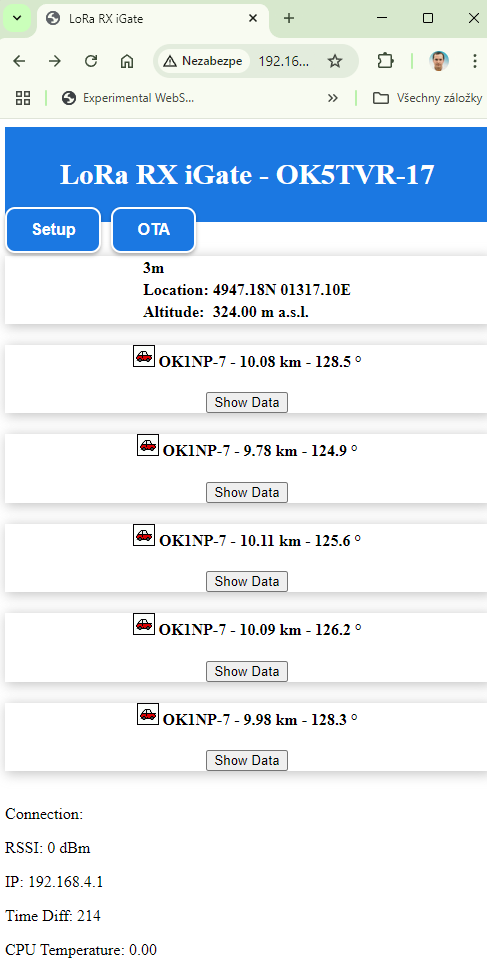 LoRa RX iGate
Nezabezpe
192.16...
Experimental WebS...
Všechny záložky
LoRa RX iGate - OK5TVR-17
Setup
OTA
3m
Location: 4947.18N 01317.10E
Altitude: 324.00 m a.s.l.
OK1NP-7 - 10.08 km - 128.5 °
Show Data
OK1NP-7 - 9.78 km - 124.9 °
Show Data
OK1NP-7 - 10.11 km - 125.6 °
Show Data
OK1NP-7 - 10.09 km - 126.2 °
Show Data
OK1NP-7 - 9.98 km - 128.3 °
Show Data
Connection:
RSSI: 0 dBm
IP: 192.168.4.1
Time Diff: 214
CPU Temperature: 0.00